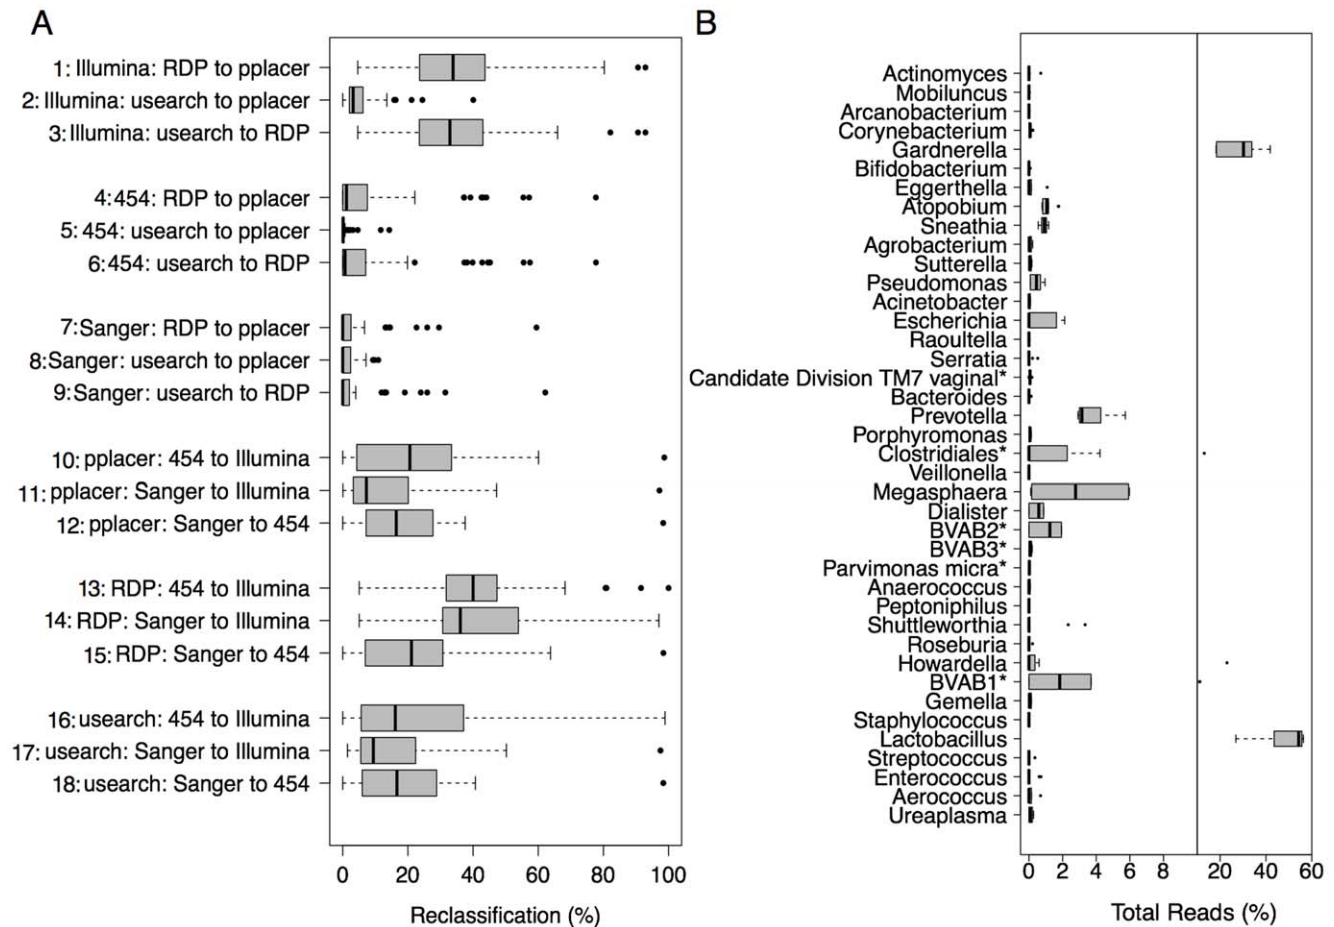 A
1: Illumina: RDP to pplacer
2: Illumina: usearch to pplacer
3: Illumina: usearch to RDP
4:454: RDP to pplacer
5: 454: usearch to pplacer
6:454: usearch to RDP
7:Sanger: RDP to pplacer
8:Sanger: usearch to pplacer
9:Sanger: usearch to RDP
10: pplacer: 454 to Illumina
11: pplacer: Sanger to Illumina
12: pplacer: Sanger to 454
13: RDP: 454 to Illumina
14: RDP: Sanger to Illumina
15: RDP: Sanger to 454
16: usearch: 454 to Illumina
17: usearch: Sanger to Illumina
18: usearch: Sanger to 454
0 20 40 60 80 100
Reclassification (%)
B
Actinomyces
Mobiluncus
Arcanobacterium
Corynebacterium
Gardnerella
Bifidobacterium
Eggerthella
Atopobium
Sneathia
Agrobacterium
Sutterella
Pseudomonas
Acinetobacter
Escherichia
Raoultella
Serratia
Candidate Division TM7 vaginal*
Bacteroides
Prevotella
Porphyromonas
Clostridiales*
Veillonella
Megasphaera
Dialister
BVAB2*
BVAB3*
Parvimonas micra*
Anaerococcus
Peptoniphilus
Shuttleworthia
Roseburia
Howardella
BVAB1*
Gemella
Staphylococcus
Lactobacillus
Streptococcus
Enterococcus
Aerococcus
Ureaplasma
0 2 4 6 8 20 40 60
Total Reads (%)